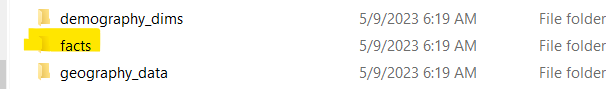 demography_dims 5/9/2023 6:19 AM File folder
facts 5/9/2023 6:19 AM File folder
geography_data 5/9/2023 6:19 AM File folder